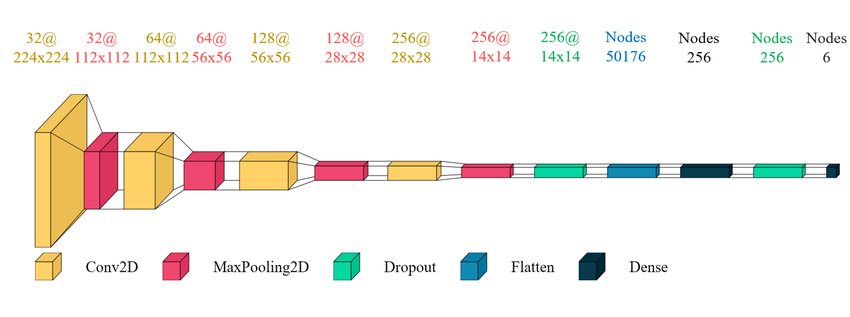 32@ 32@ 64@ 64@ 128@ 128@ 256@ 256@ 256@ Nodes Nodes Nodes Nodes
224x224 112x112 112x112 56x56 56x56 28x28 28x28 14x14 14x14 50176 256 256 6
Conv2D MaxPooling2D Dropout Flatten Dense